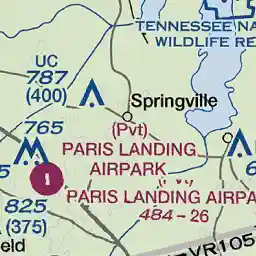 TENNESSEE NA
WILDLIFE RE
UC
787
(400)
Springville
765
(Pvt)
PARIS LANDING
AIRPARK
PARIS LANDING AIRPA
825
484 - 26
(375)
field
VR105